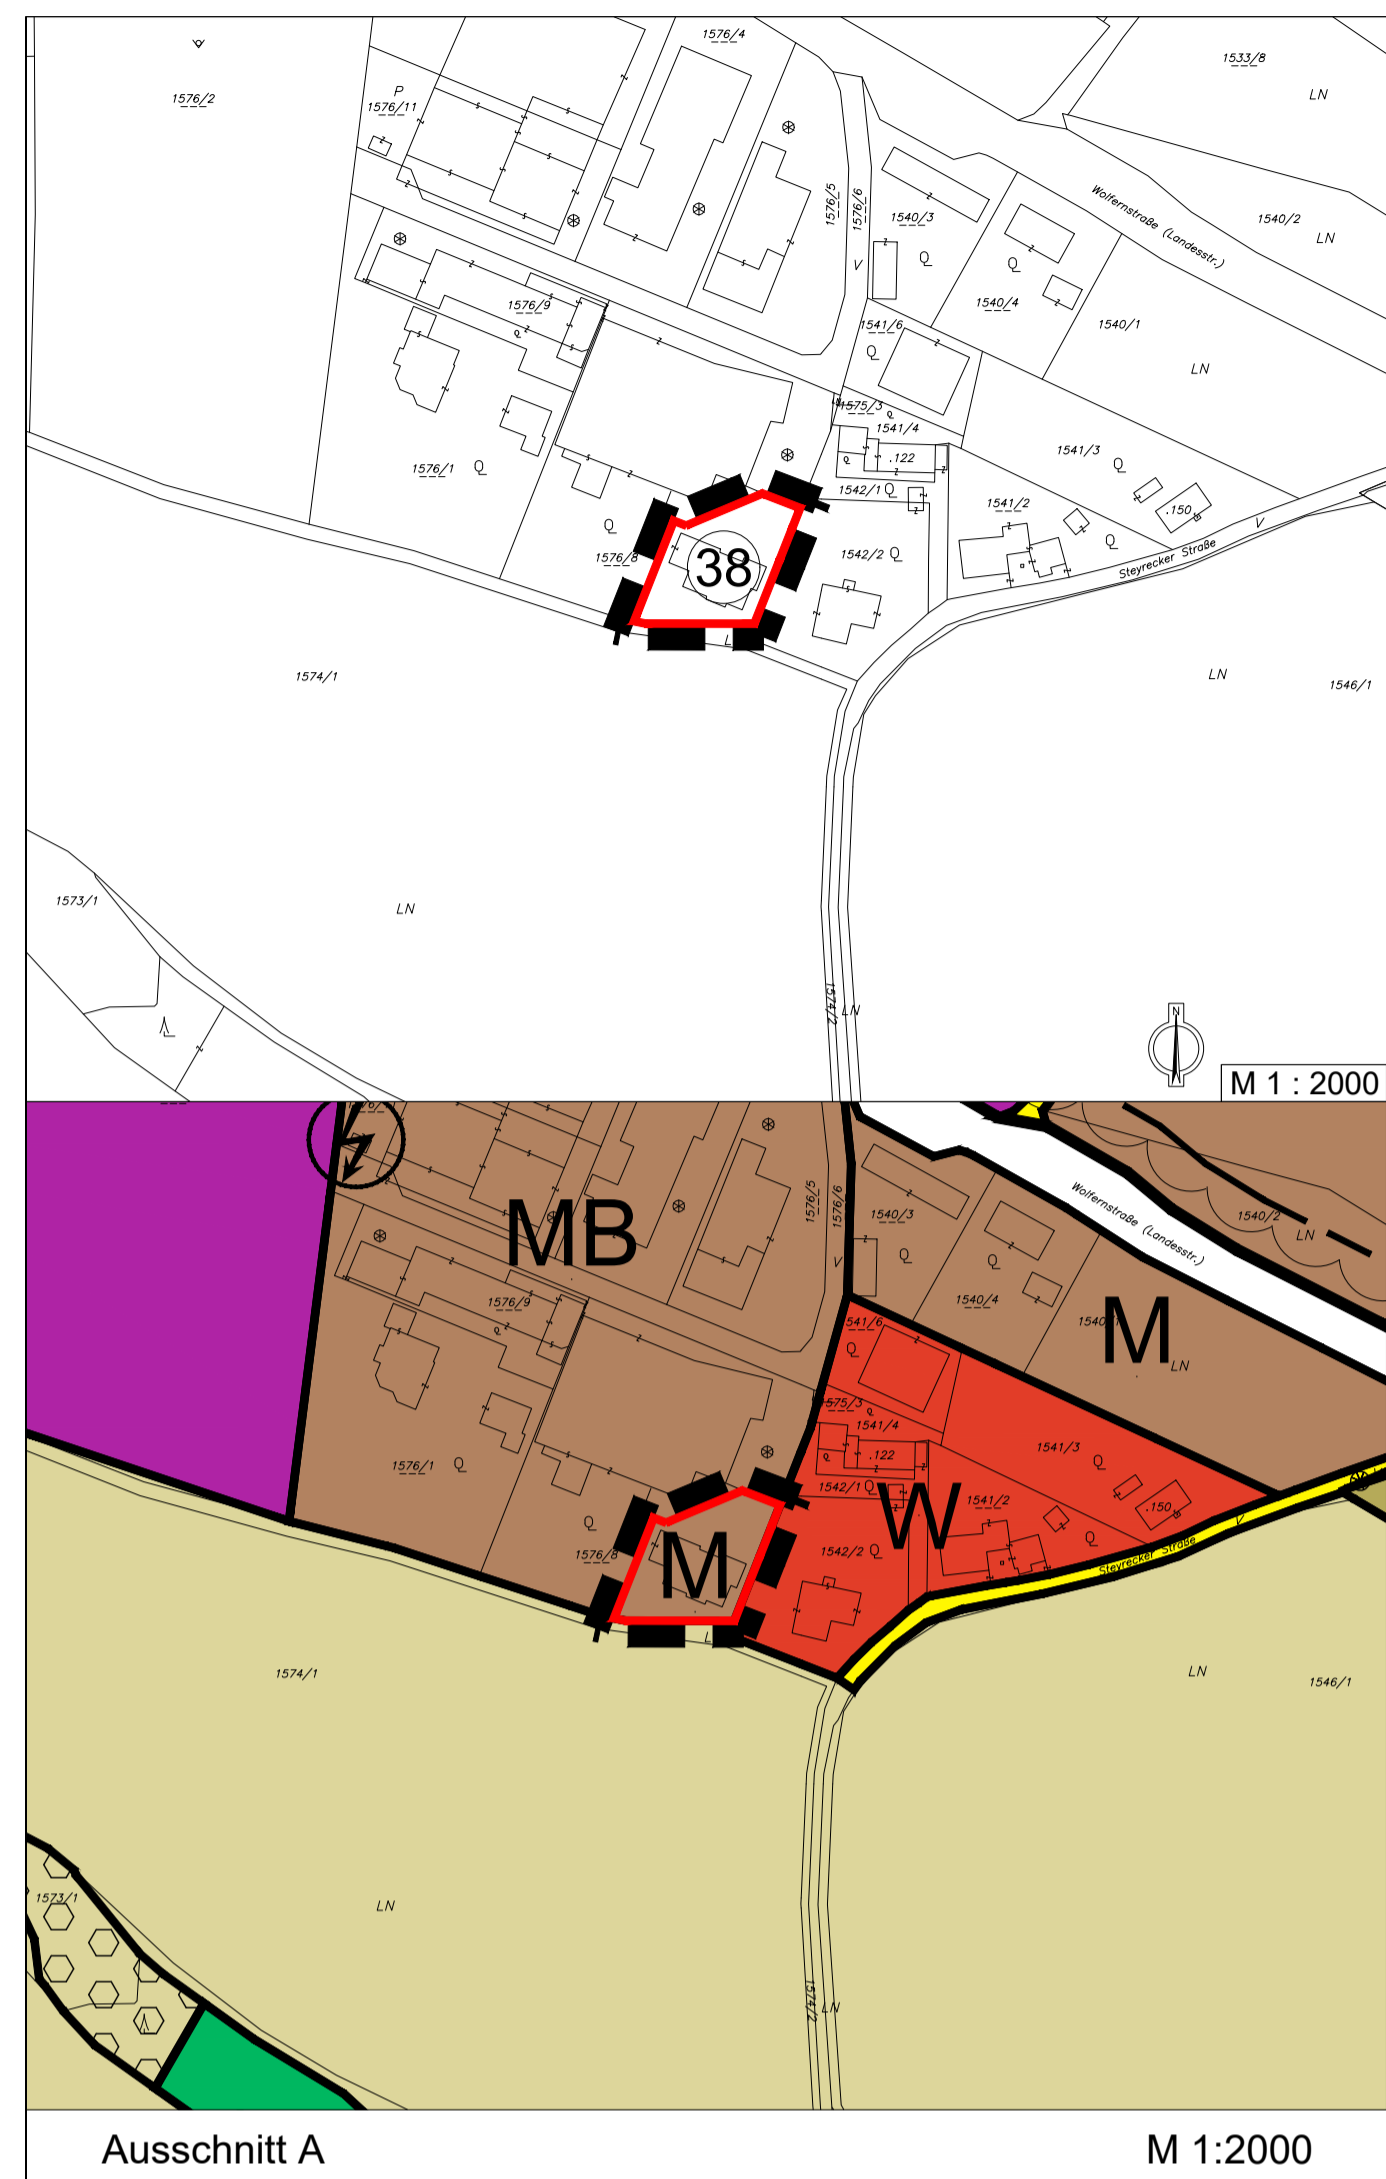 1576/4
1533/8
1576/2
P
1576/11
LN
1576/5
1576/6
Wolfernstraße (Landesstr.)
1540/3
1540/2
LN
V
1576/9
1540/4
1541/6
1540/1
LN
1575/3
1541/4
.122
1541/3
1576/1
1542/1
1541/2
.150
1576/8
38
1542/2
Steyrecker Straße
V
L
1574/1
LN
1546/1
1573/1
LN
1574/2
LN
N
M 1 : 2000
MB
1576/5
1576/6
Wolfernstraße (Landesstr.)
1540/3
1540/2
LN
V
1576/9
1540/4
M
541/6
LN
575/3
1541/4
.122
1541/3
1576/1
1542/1
W
1541/2
.150
1576/8
M
1542/2
Steyrecker Straße
V
L
1574/1
LN
1546/1
1573/1
LN
1574/2
LN
Ausschnitt A
M 1:2000